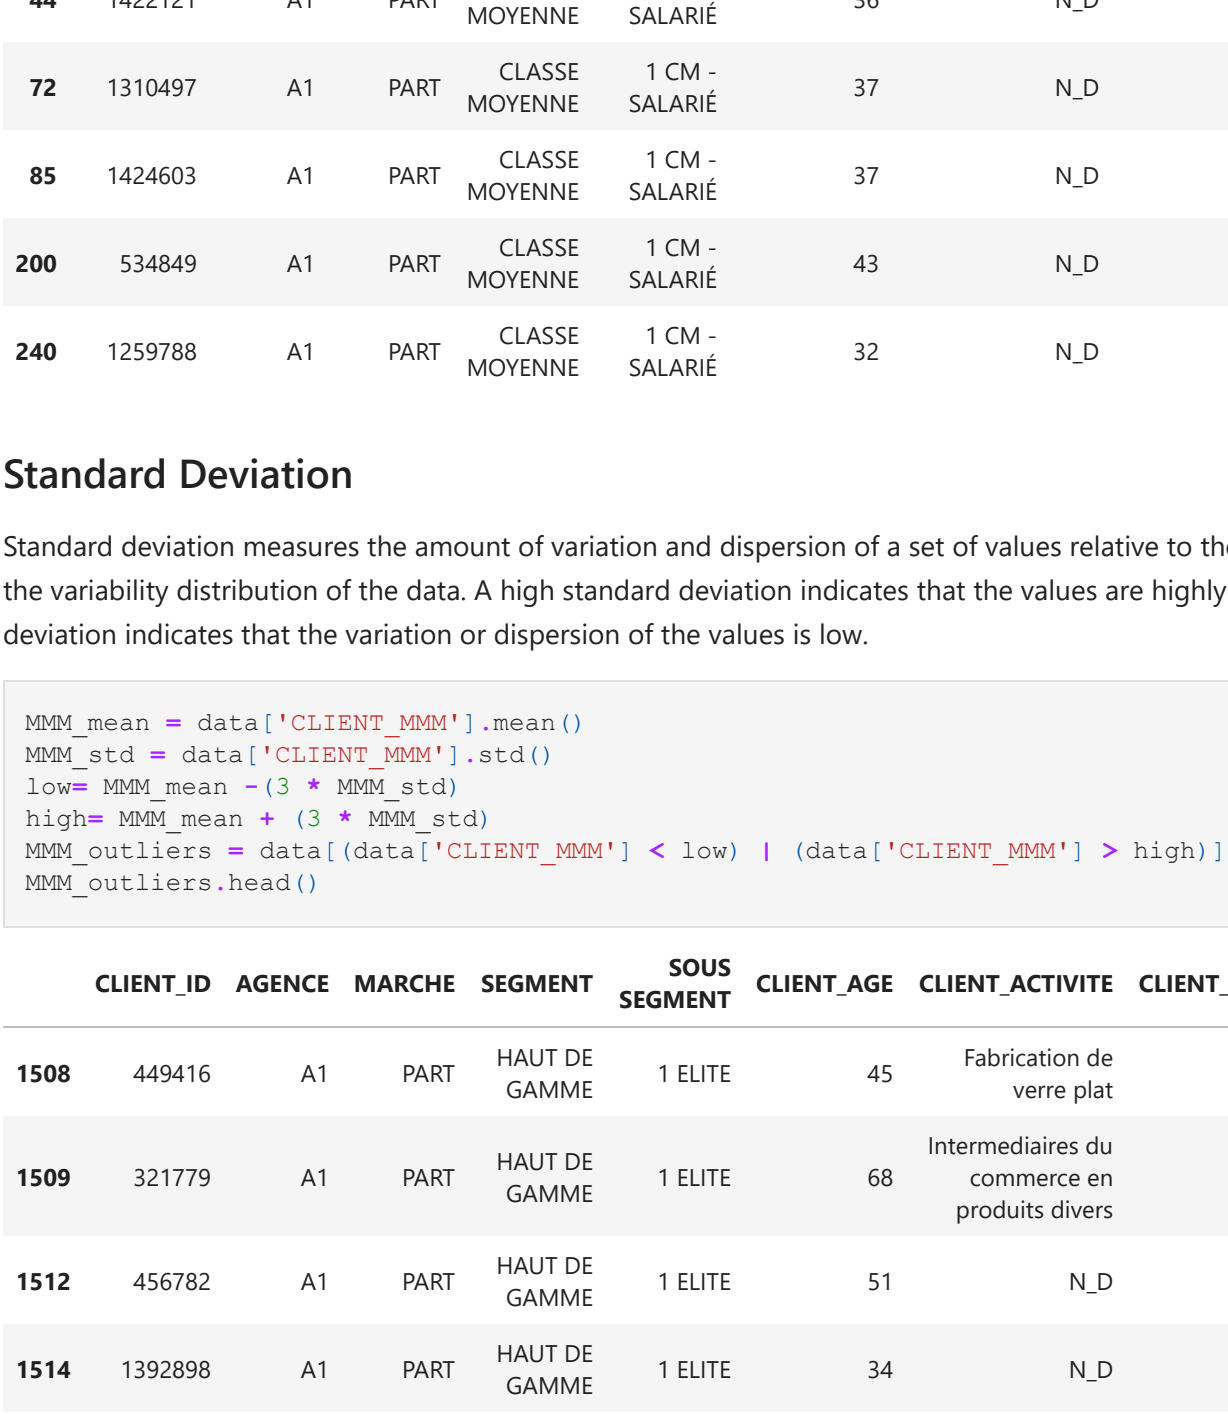 44 1422121 A1 PART MOYENNE SALARIÉ 36 N_D
72 1310497 A1 PART CLASSE MOYENNE 1 CM - SALARIÉ 37 N_D
85 1424603 A1 PART CLASSE MOYENNE 1 CM - SALARIÉ 37 N_D
200 534849 A1 PART CLASSE MOYENNE 1 CM - SALARIÉ 43 N_D
240 1259788 A1 PART CLASSE MOYENNE 1 CM - SALARIÉ 32 N_D
Standard Deviation
Standard deviation measures the amount of variation and dispersion of a set of values relative to
the variability distribution of the data. A high standard deviation indicates that the values are highly
deviation indicates that the variation or dispersion of the values is low.
MMM_mean = data['CLIENT_MMM'].mean()
MMM_std = data['CLIENT_MMM'].std()
low= MMM_mean -(3 * MMM_std)
high= MMM_mean + (3 * MMM_std)
MMM_outliers = data[(data['CLIENT_MMM'] < low) | (data['CLIENT_MMM'] > high)]
MMM_outliers.head()
CLIENT_ID AGENCE MARCHE SEGMENT SOUS SEGMENT CLIENT_AGE CLIENT_ACTIVITE CLIENT_
1508 449416 A1 PART HAUT DE GAMME 1 ELITE 45 Fabrication de verre plat
1509 321779 A1 PART HAUT DE GAMME 1 ELITE 68 Intermediaires du commerce en produits divers
1512 456782 A1 PART HAUT DE GAMME 1 ELITE 51 N_D
1514 1392898 A1 PART HAUT DE GAMME 1 ELITE 34 N_D